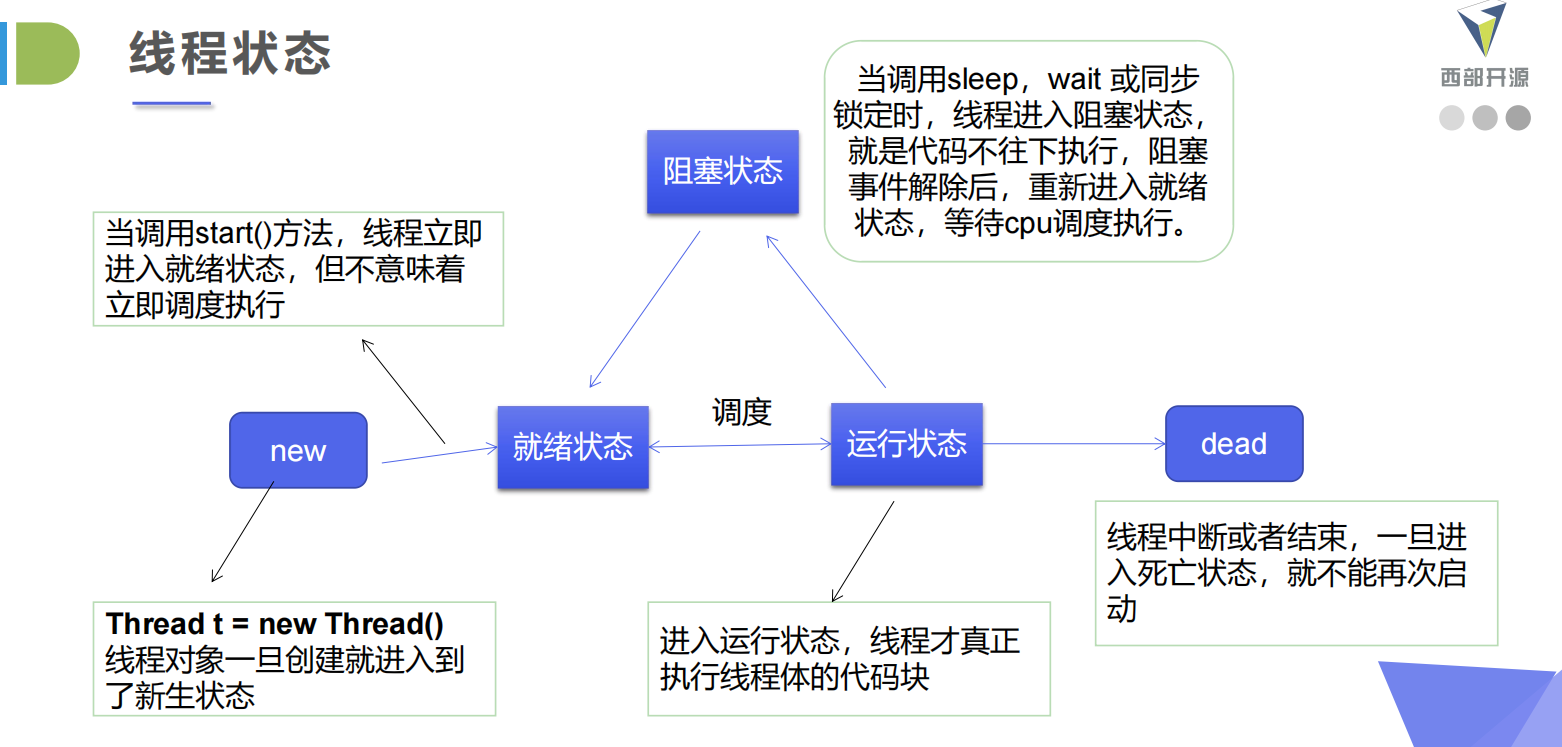 线程状态
西部开源
当调用sleep，wait 或同步
锁定时，线程进入阻塞状态，
就是代码不往下执行，阻塞
事件解除后，重新进入就绪
状态，等待cpu调度执行。
阻塞状态
当调用start()方法，线程立即
进入就绪状态，但不意味着
立即调度执行
调度
new
就绪状态
运行状态
dead
Thread t = new Thread()
线程对象一旦创建就进入到
了新生状态
进入运行状态，线程才真正
执行线程体的代码块
线程中断或者结束，一旦进
入死亡状态，就不能再次启
动